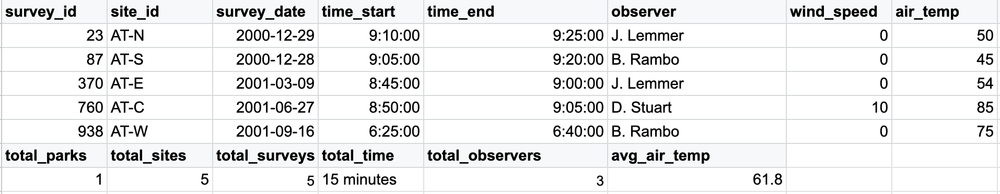 survey_id site_id survey_date time_start time_end observer wind_speed air_temp
23 AT-N 2000-12-29 9:10:00 9:25:00 J. Lemmer 0 50
87 AT-S 2000-12-28 9:05:00 9:20:00 B. Rambo 0 45
370 AT-E 2001-03-09 8:45:00 9:00:00 J. Lemmer 0 54
760 AT-C 2001-06-27 8:50:00 9:05:00 D. Stuart 10 85
938 AT-W 2001-09-16 6:25:00 6:40:00 B. Rambo 0 75
total_parks total_sites total_surveys total_time total_observers avg_air_temp
1 5 5 15 minutes 3 61.8